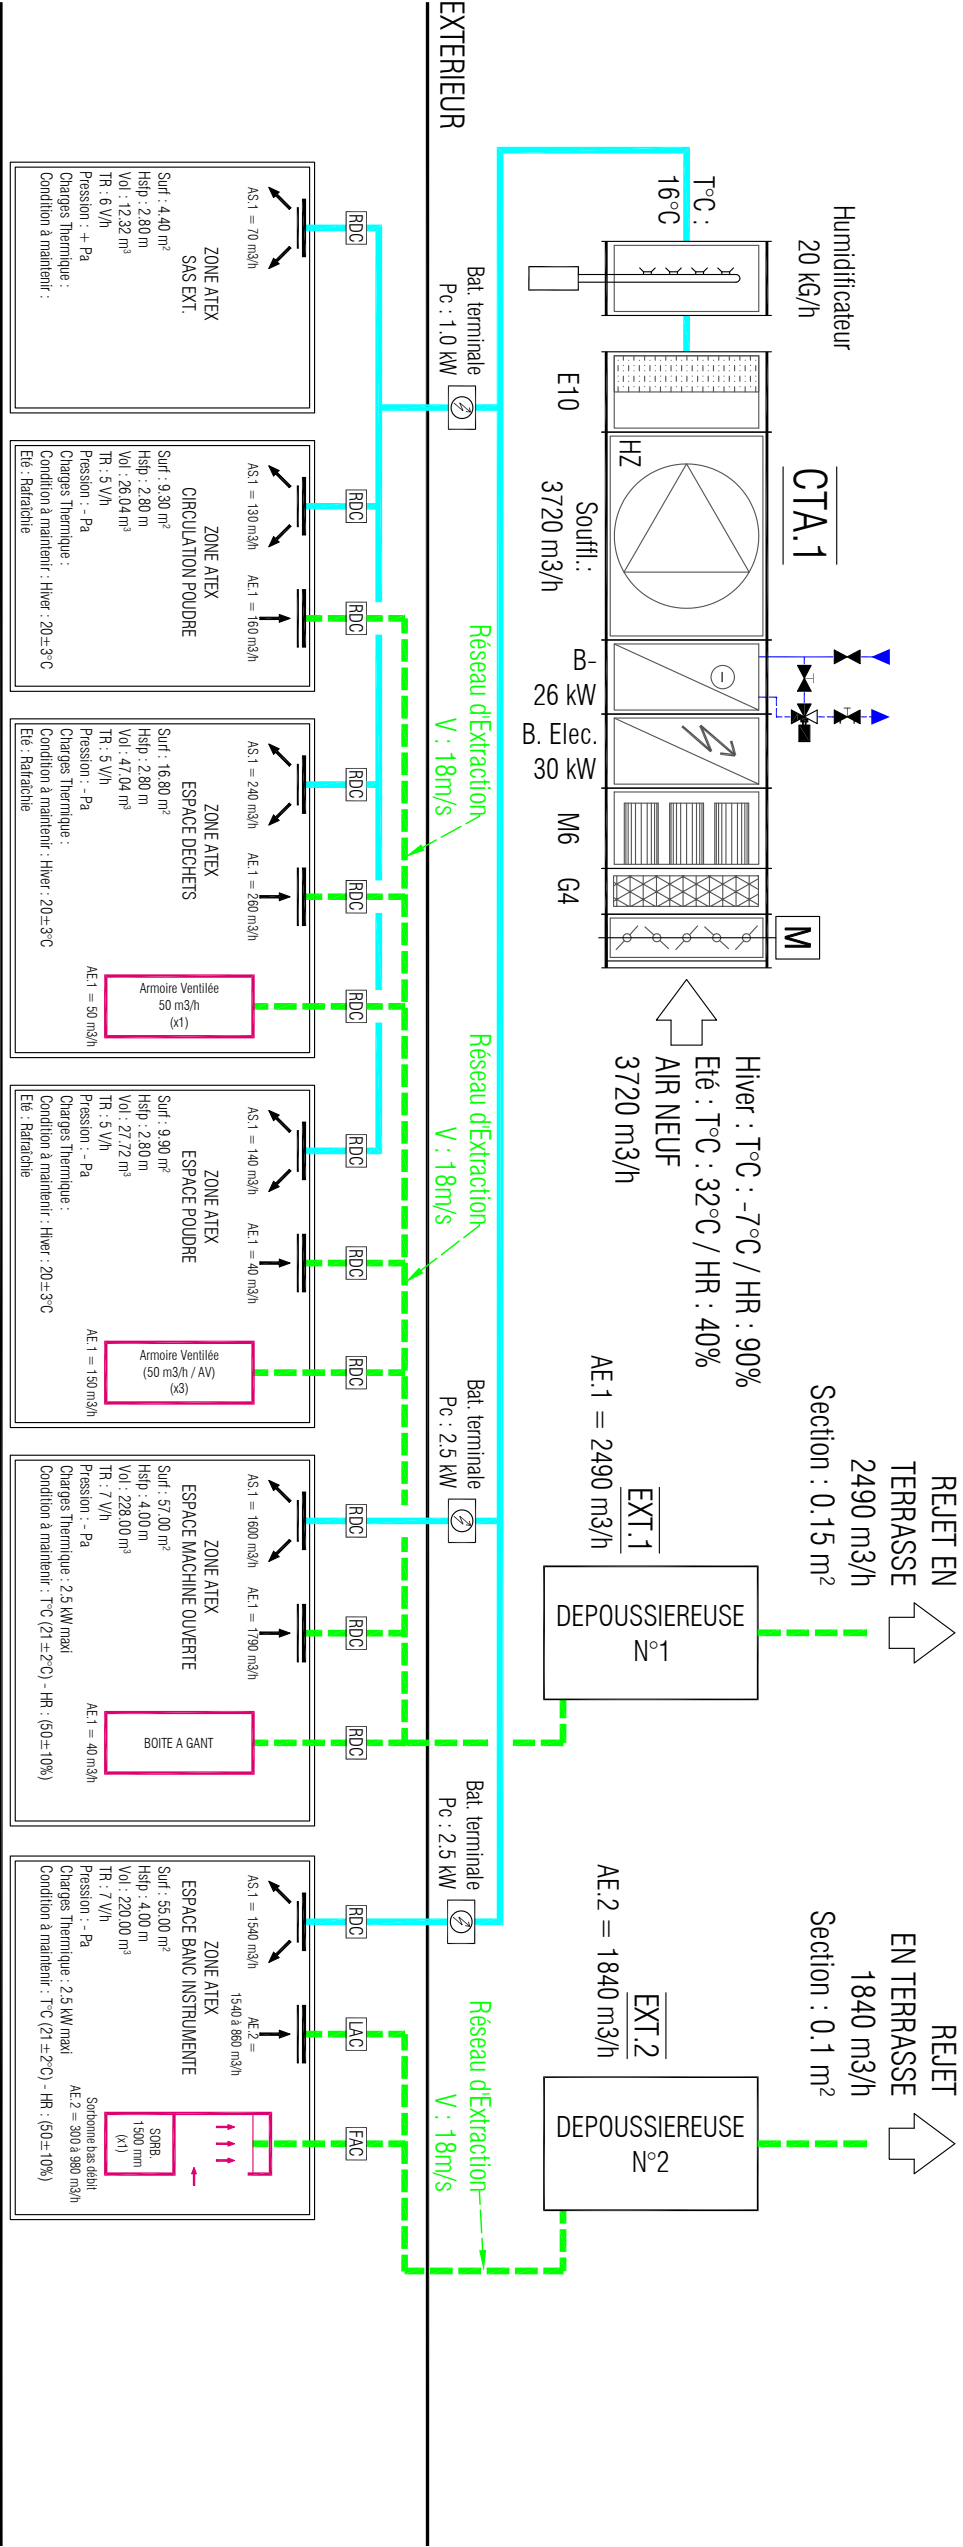 EXTERIEUR
Humidificateur
20 kG/h
T°C :
16°C
CTA.1
E10
HZ
Souffl.:
3720 m3/h
B-
26 kW
B. Elec.
30 kW
M6
G4
M
Hiver : T°C : -7°C / HR : 90%
Eté : T°C : 32°C / HR : 40%
AIR NEUF
3720 m3/h
REJET EN
TERRASSE
2490 m3/h
Section : 0.15 m²
EXT.1
AE.1 = 2490 m3/h
DEPOUSSIEREUSE
N°1
REJET
EN TERRASSE
1840 m3/h
Section : 0.1 m²
EXT.2
AE.2 = 1840 m3/h
DEPOUSSIEREUSE
N°2
Bat. terminale
Pc : 1.0 kW
Réseau d'Extraction
V : 18m/s
Réseau d'Extraction
V : 18m/s
Bat. terminale
Pc : 2.5 kW
Bat. terminale
Pc : 2.5 kW
Réseau d'Extraction
V : 18m/s
RDC
RDC
RDC
RDC
RDC
RDC
RDC
RDC
RDC
RDC
RDC
RDC
RDC
LAC
FAC
AS.1 = 70 m3/h
ZONE ATEX
SAS EXT.
Surf : 4.40 m²
Hsfp : 2.80 m
Vol : 12.32 m³
TR : 6 V/h
Pression : + Pa
Charges Thermique :
Condition à maintenir :
AS.1 = 130 m3/h
AE.1 = 160 m3/h
ZONE ATEX
CIRCULATION POUDRE
Surf : 9.30 m²
Hsfp : 2.80 m
Vol : 26.04 m³
TR : 5 V/h
Pression : - Pa
Charges Thermique :
Condition à maintenir : Hiver : 20±3°C
Eté : Rafraîchie
AS.1 = 240 m3/h
AE.1 = 260 m3/h
ZONE ATEX
ESPACE DECHETS
Surf : 16.80 m²
Hsfp : 2.80 m
Vol : 47.04 m³
TR : 5 V/h
Pression : - Pa
Charges Thermique :
Condition à maintenir : Hiver : 20±3°C
Eté : Rafraîchie
Armoire Ventilée
50 m3/h
(x1)
AE.1 = 50 m3/h
AS.1 = 140 m3/h
AE.1 = 40 m3/h
ZONE ATEX
ESPACE POUDRE
Surf : 9.90 m²
Hsfp : 2.80 m
Vol : 27.72 m³
TR : 5 V/h
Pression : - Pa
Charges Thermique :
Condition à maintenir : Hiver : 20±3°C
Eté : Rafraîchie
Armoire Ventilée
(50 m3/h / AV)
(x3)
AE.1 = 150 m3/h
AS.1 = 1600 m3/h
AE.1 = 1790 m3/h
ZONE ATEX
ESPACE MACHINE OUVERTE
Surf : 57.00 m²
Hsfp : 4.00 m
Vol : 228.00 m³
TR : 7 V/h
Pression : - Pa
Charges Thermique : 2.5 kW maxi
Condition à maintenir : T°C (21±2°C) - HR : (50±10%)
BOITE A GANT
AE.1 = 40 m3/h
AS.1 = 1540 m3/h
AE.2 =
1540 à 860 m3/h
ZONE ATEX
ESPACE BANC INSTRUMENTE
Surf : 55.00 m²
Hsfp : 4.00 m
Vol : 220.00 m³
TR : 7 V/h
Pression : - Pa
Charges Thermique : 2.5 kW maxi
Condition à maintenir : T°C (21±2°C) - HR : (50±10%)
SORB.
1500 mm
(x1)
Sorbonne bas débit
AE.2 = 300 à 980 m3/h